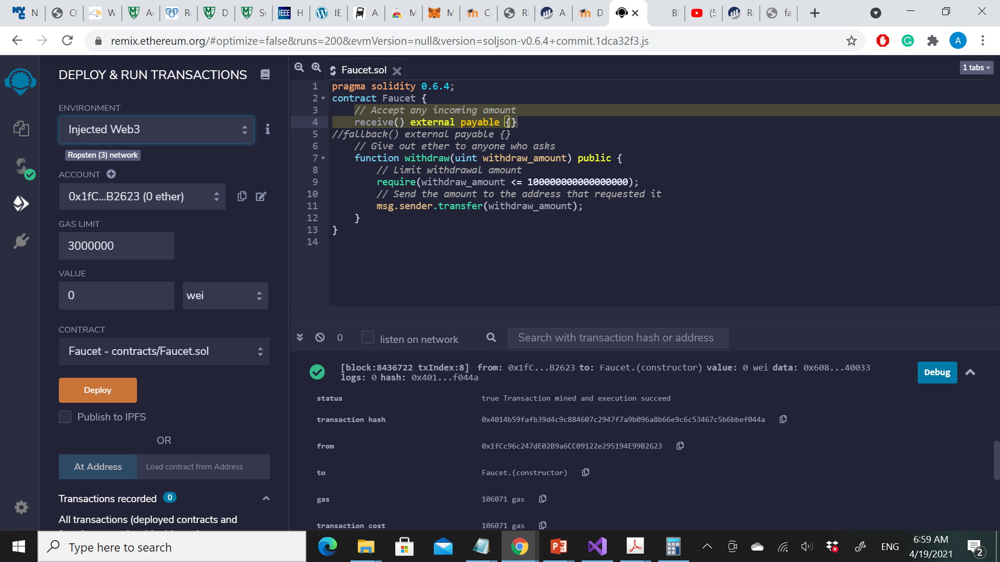 N
CC
W
Ac
Re
D
Su
IEEE
H
IE
A
M
M
C
Ri
A
D
Bl
(5
Ri
fa
remix.ethereum.org/#optimize=false&runs=200&evmVersion=null&version=soljson-v0.6.4+commit.1dca32f3.js
A
DEPLOY & RUN TRANSACTIONS
ENVIRONMENT
Injected Web3
Ropsten (3) network
ACCOUNT
0x1fC...B2623 (0 ether)
GAS LIMIT
3000000
VALUE
0
wei
CONTRACT
Faucet - contracts/Faucet.sol
Deploy
Publish to IPFS
OR
At Address
Load contract from Address
Transactions recorded 0
All transactions (deployed contracts and
Faucet.sol
1 tabs
1 pragma solidity 0.6.4;
2 contract Faucet {
3 // Accept any incoming amount
4 receive() external payable {}
5 //fallback() external payable {}
6 // Give out ether to anyone who asks
7 function withdraw(uint withdraw_amount) public {
8 // Limit withdrawal amount
9 require(withdraw_amount <= 100000000000000000);
10 // Send the amount to the address that requested it
11 msg.sender.transfer(withdraw_amount);
12 }
13 }
14
0
listen on network
Search with transaction hash or address
[block:8436722 txIndex:8] from: 0x1fC...B2623 to: Faucet.(constructor) value: 0 wei data: 0x608...40033
logs: 0 hash: 0x401...f044a
Debug
status true Transaction mined and execution succeed
transaction hash 0x4014b59fafb39d4c9c884607c2947f7a9b096a8b66e9c6c53467c5b6bbef044a
from 0x1fCc96c247dE02B9a6CC09122e295194E99B2623
to Faucet.(constructor)
gas 106071 gas
transaction cost 106071 gas
Type here to search
ENG
6:59 AM
4/19/2021
2